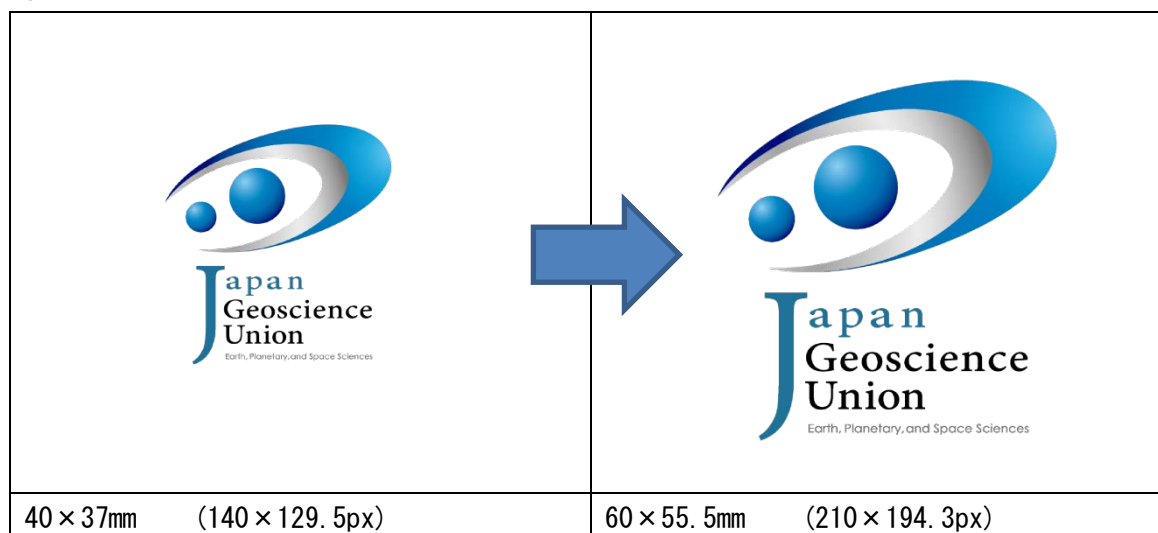 Japan
Geoscience
Union
Earth, Planetary, and Space Sciences
Japan
Geoscience
Union
Earth, Planetary, and Space Sciences
40×37mm (140×129.5px)
60×55.5mm (210×194.3px)